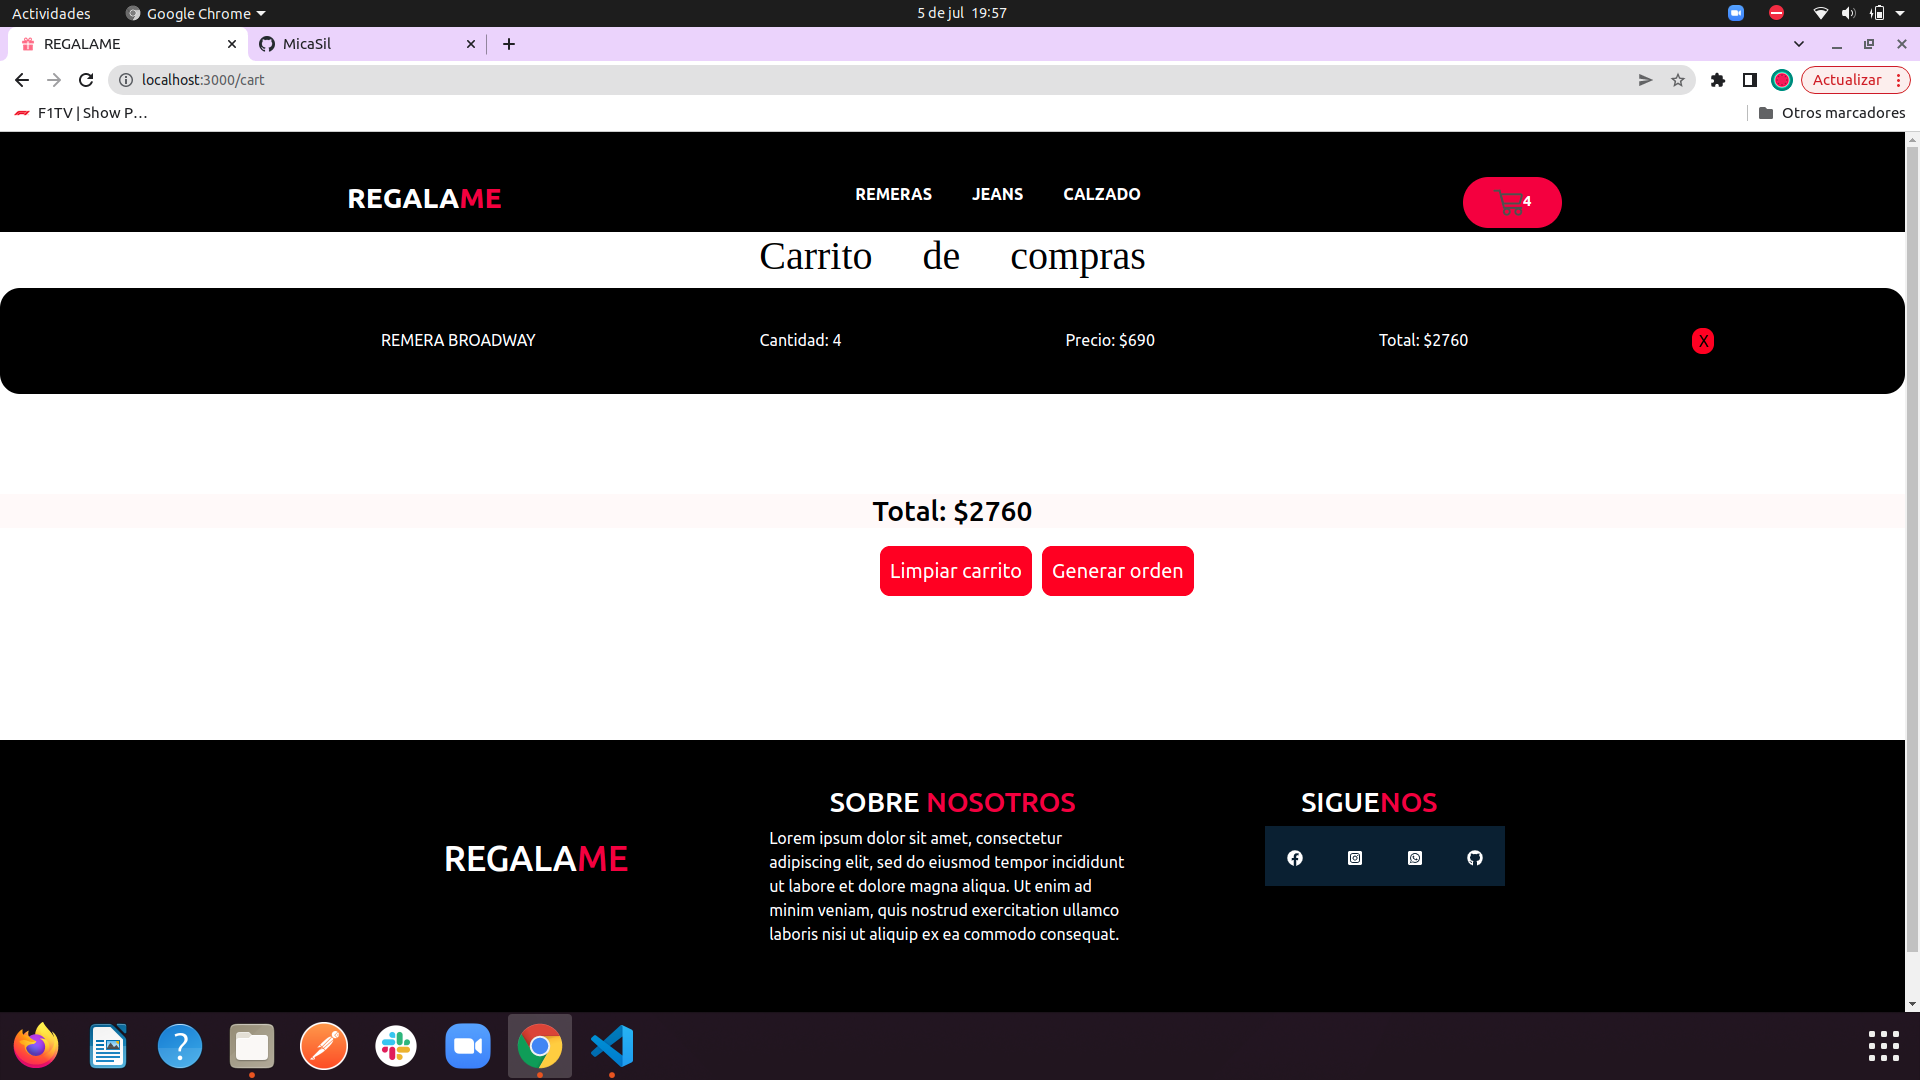 Actividades
Google Chrome
5 de jul 19:57
REGALAME
MicaSil
localhost:3000/cart
Actualizar
F1TV | Show P…
Otros marcadores
REGALAME
REMERAS
JEANS
CALZADO
4
Carrito de compras
REMERA BROADWAY
Cantidad: 4
Precio: $690
Total: $2760
X
Total: $2760
Limpiar carrito
Generar orden
REGALAME
SOBRE NOSOTROS
Lorem ipsum dolor sit amet, consectetur
adipiscing elit, sed do eiusmod tempor incididunt
ut labore et dolore magna aliqua. Ut enim ad
minim veniam, quis nostrud exercitation ullamco
laboris nisi ut aliquip ex ea commodo consequat.
SIGUENOS